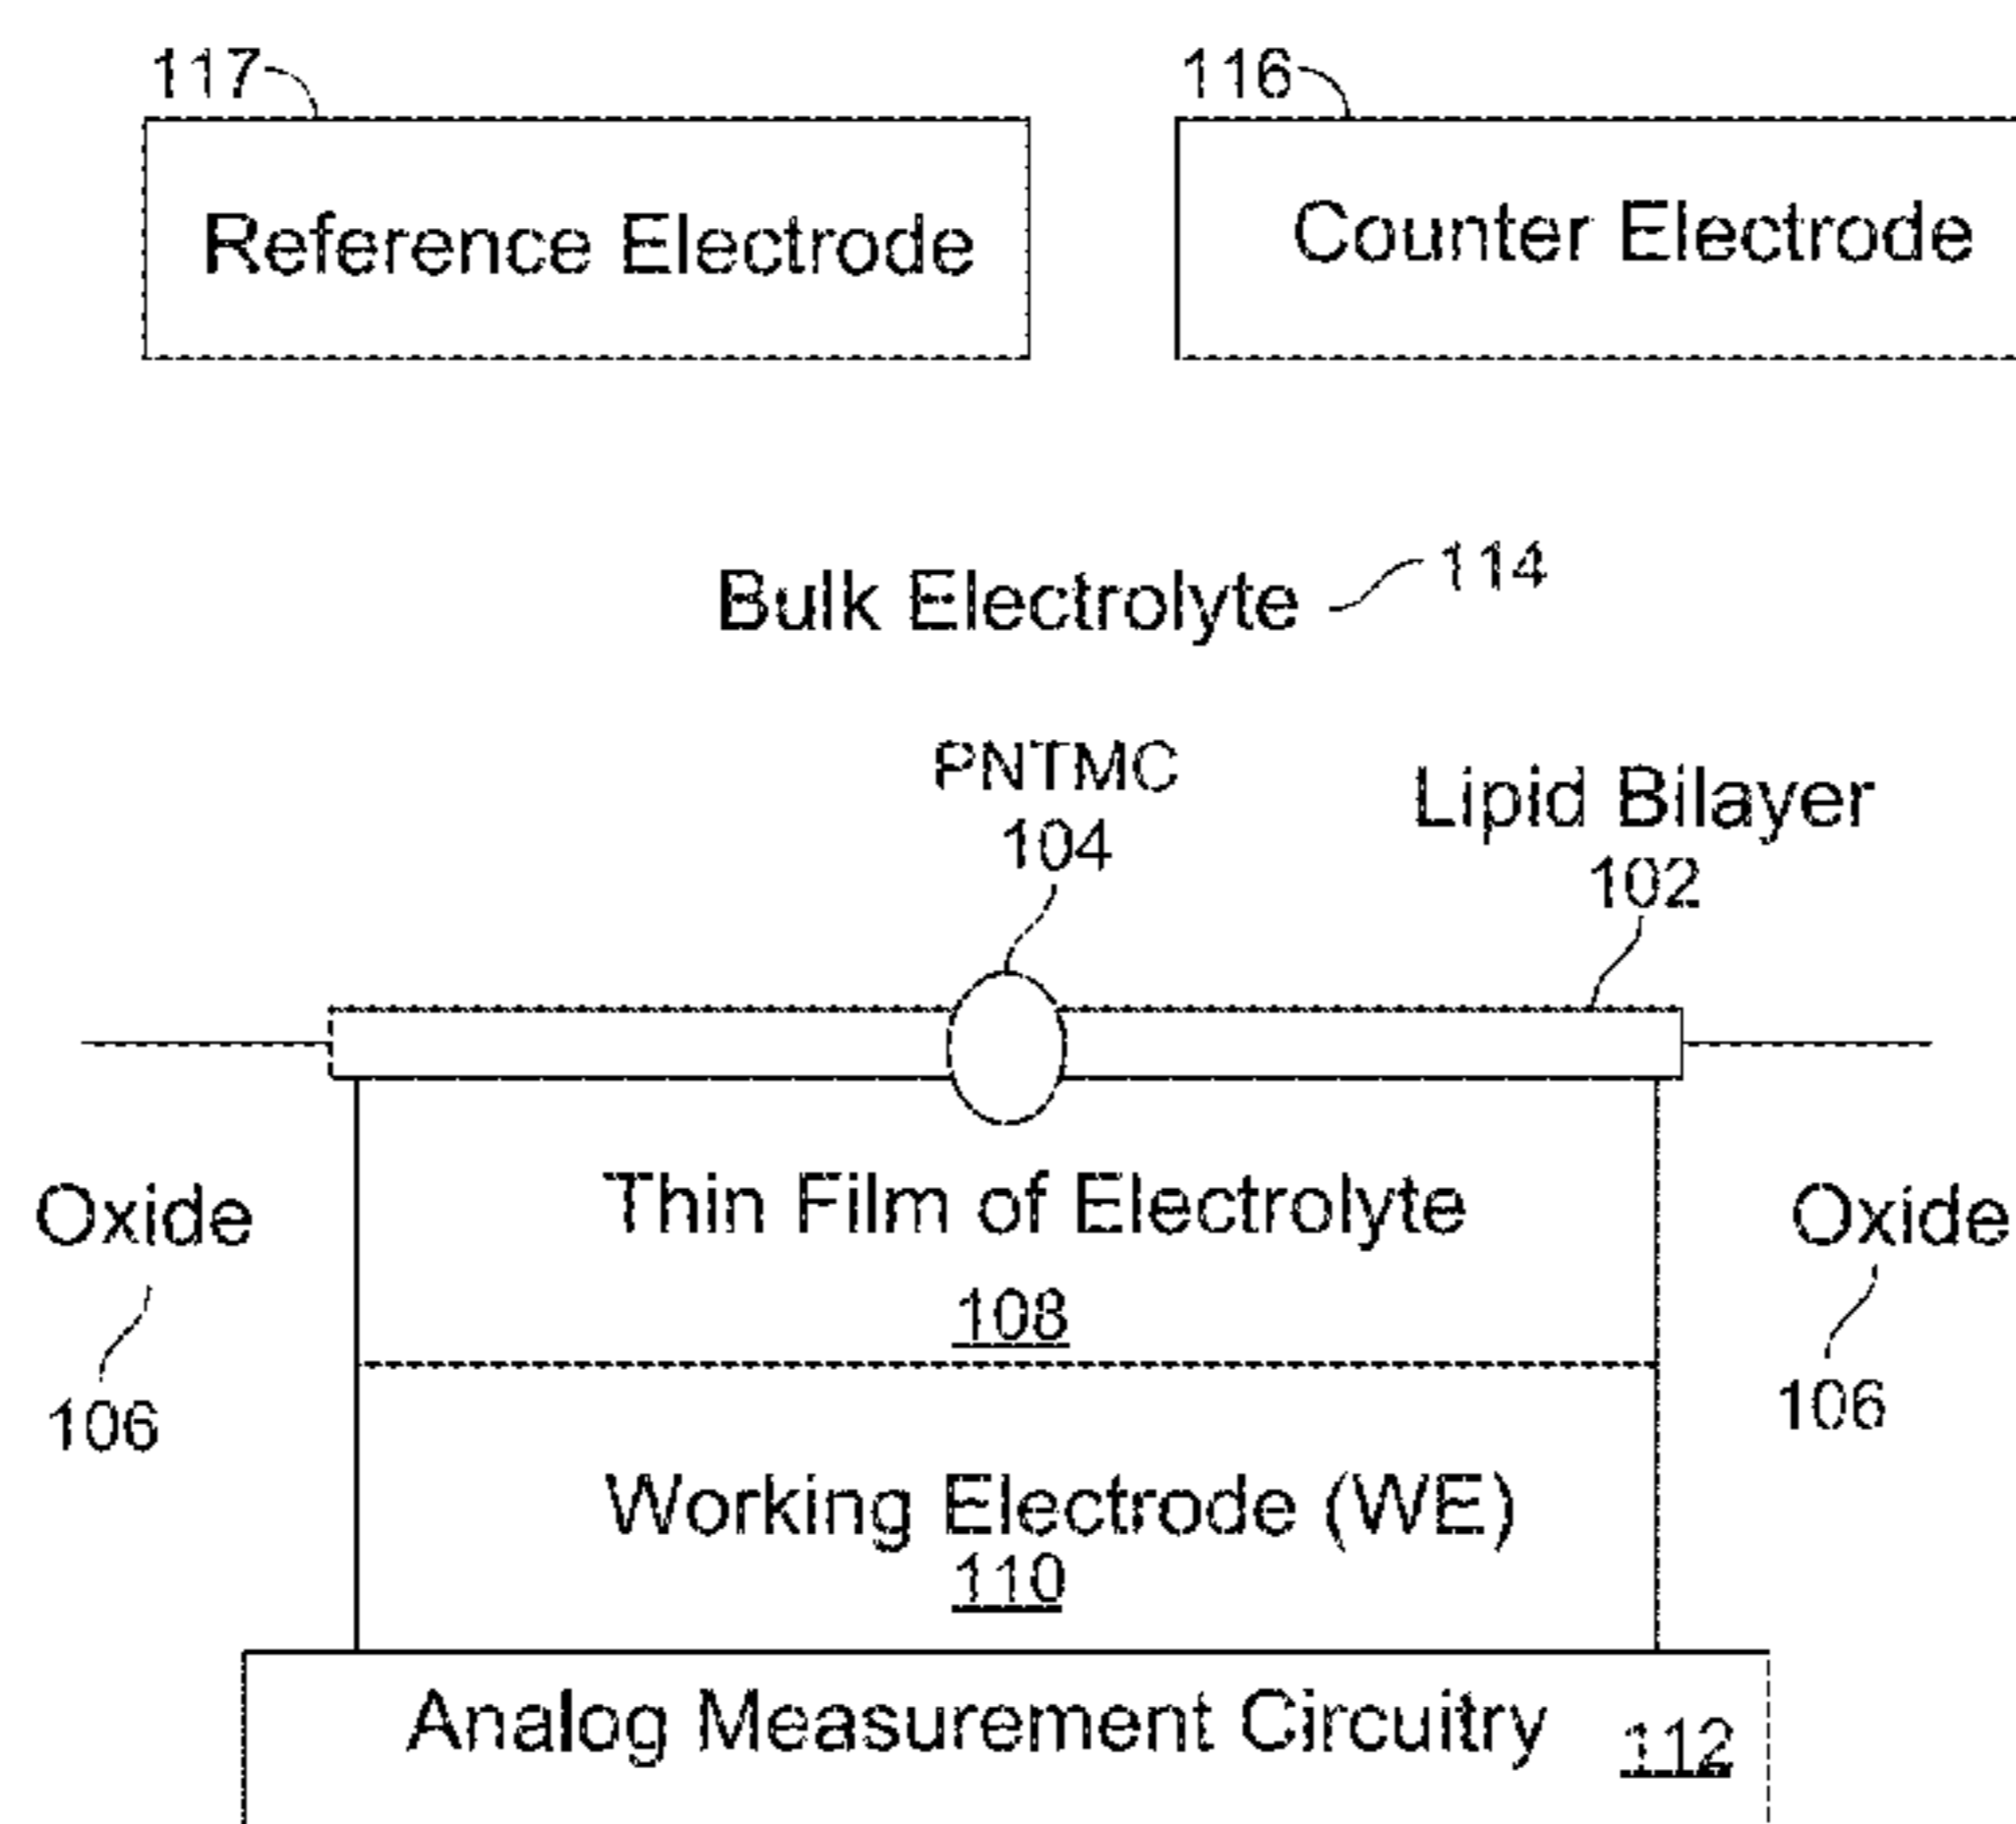 117
116
Reference Electrode
Counter Electrode
Bulk Electrolyte
114
PNTMC
104
Lipid Bilayer
102
Oxide
106
Thin Film of Electrolyte
108
Oxide
106
Working Electrode (WE)
110
Analog Measurement Circuitry 112